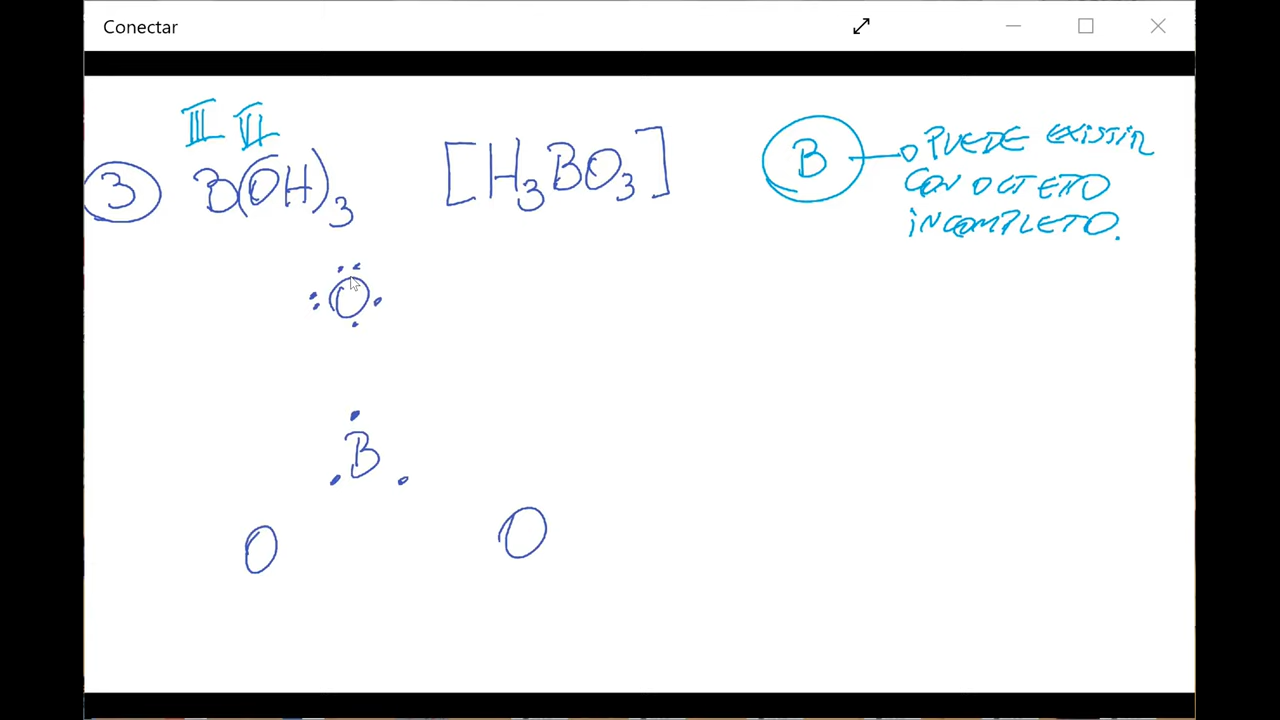 Conectar
III VI
3 B(OH)3 [H3BO3]
B PUEDE EXISTIR
CON OCTETO
INCOMPLETO.
O
B
O O